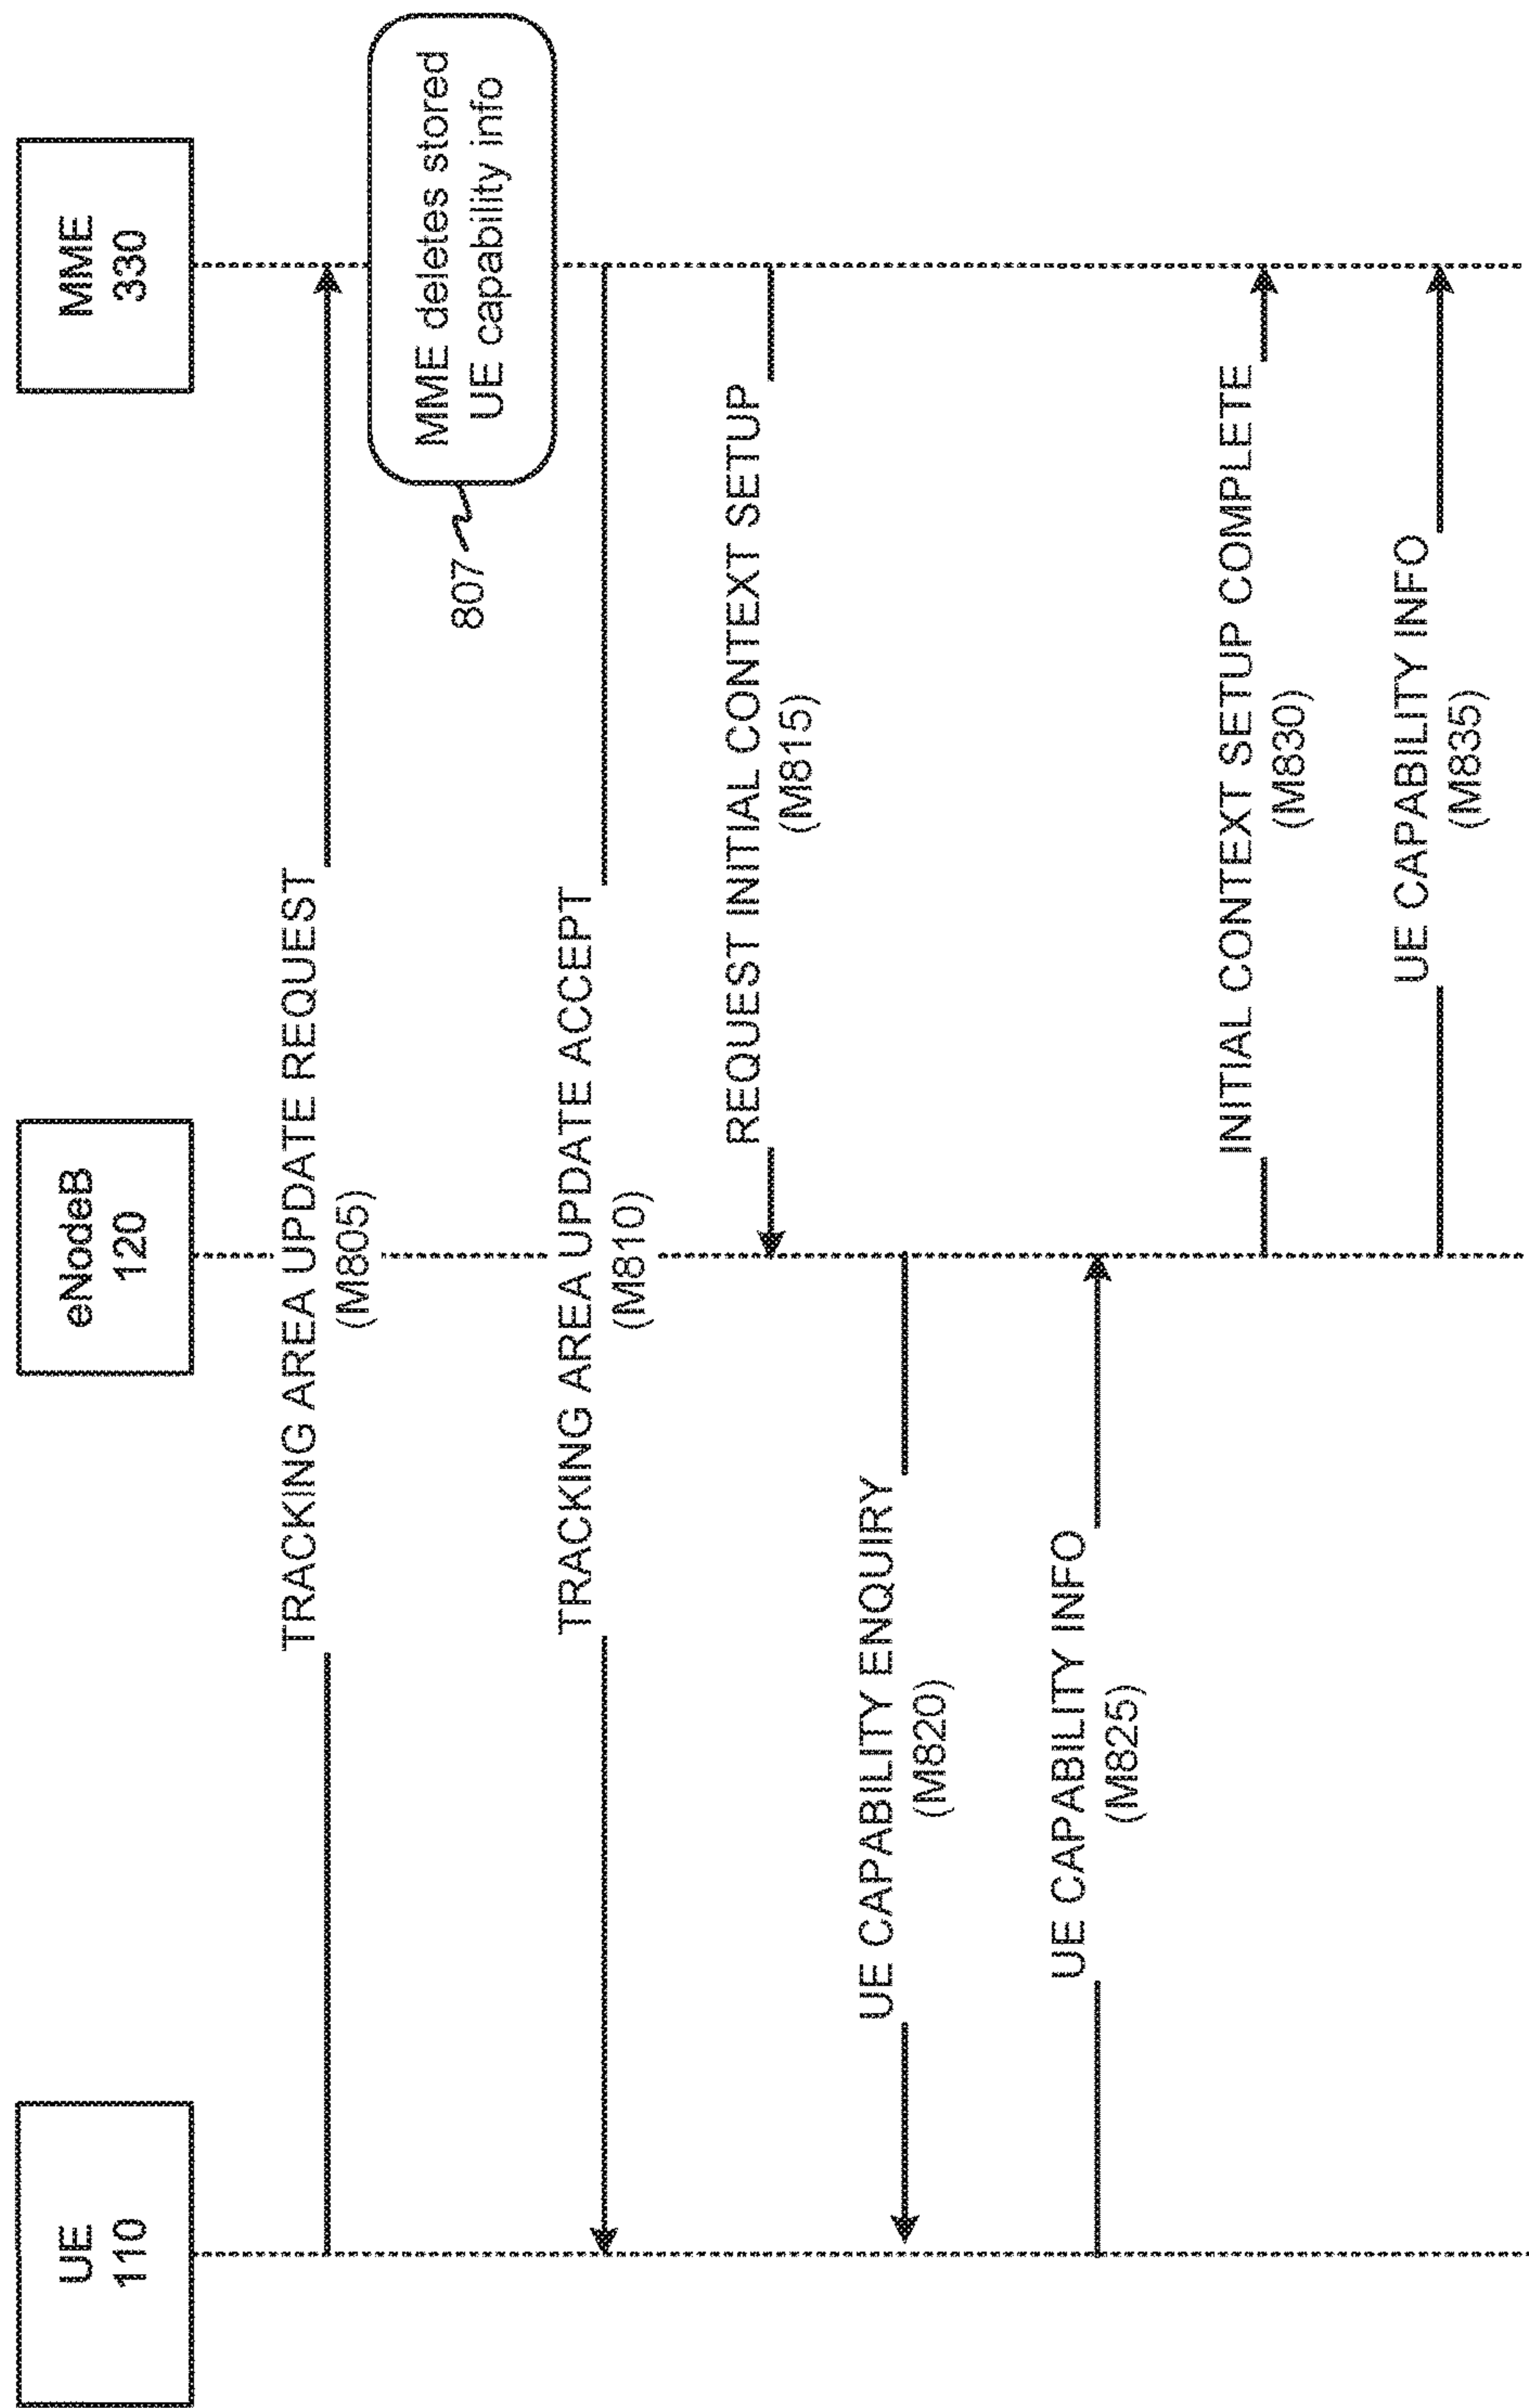 UE
110
eNodeB
120
MME
330
TRACKING AREA UPDATE REQUEST
(M805)
MME deletes stored
UE capability info
807
TRACKING AREA UPDATE ACCEPT
(M810)
REQUEST INITIAL CONTEXT SETUP
(M815)
UE CAPABILITY ENQUIRY
(M820)
UE CAPABILITY INFO
(M825)
INITIAL CONTEXT SETUP COMPLETE
(M830)
UE CAPABILITY INFO
(M835)